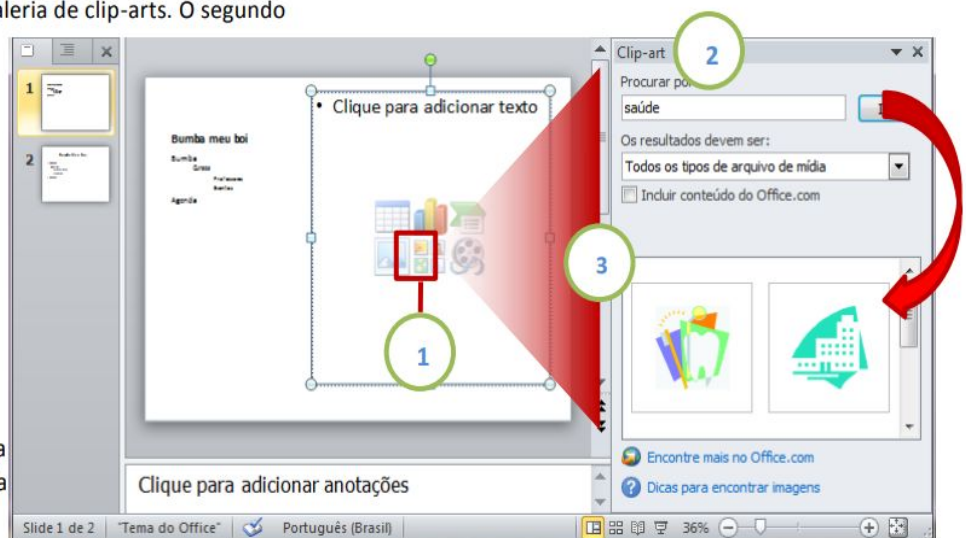 aleria de clip-arts. O segundo
Clip-art
2
Procurar por
saúde
Os resultados devem ser:
Todos os tipos de arquivo de mídia
Incluir conteúdo do Office.com
1
2
Clique para adicionar texto
Bumba meu boi
Bumba
Agenda
1
3
Encontre mais no Office.com
Dicas para encontrar imagens
a
a
Clique para adicionar anotações
Slide 1 de 2
"Tema do Office"
Português (Brasil)
36%